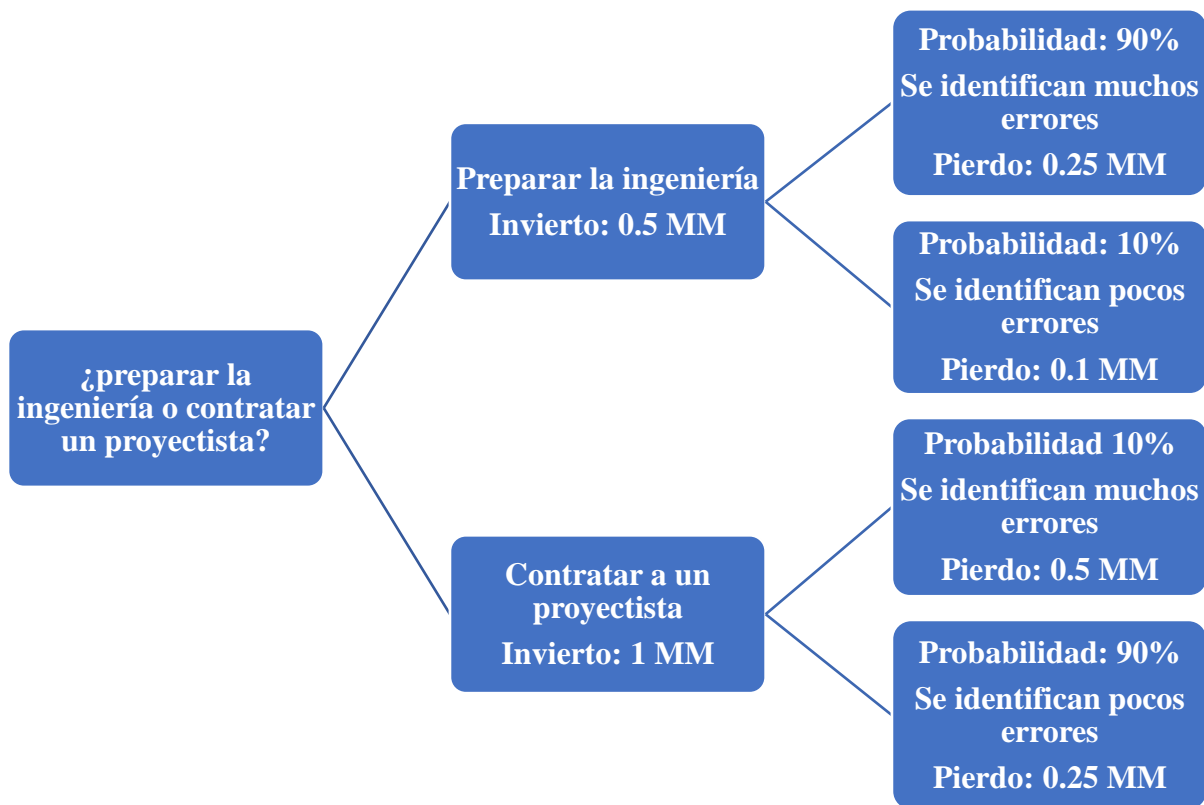 ¿preparar la
ingeniería o contratar
un proyectista?
Preparar la ingeniería
Invierto: 0.5 MM
Probabilidad: 90%
Se identifican muchos
errores
Pierdo: 0.25 MM
Probabilidad: 10%
Se identifican pocos
errores
Pierdo: 0.1 MM
Contratar a un
proyectista
Invierto: 1 MM
Probabilidad 10%
Se identifican muchos
errores
Pierdo: 0.5 MM
Probabilidad: 90%
Se identifican pocos
errores
Pierdo: 0.25 MM